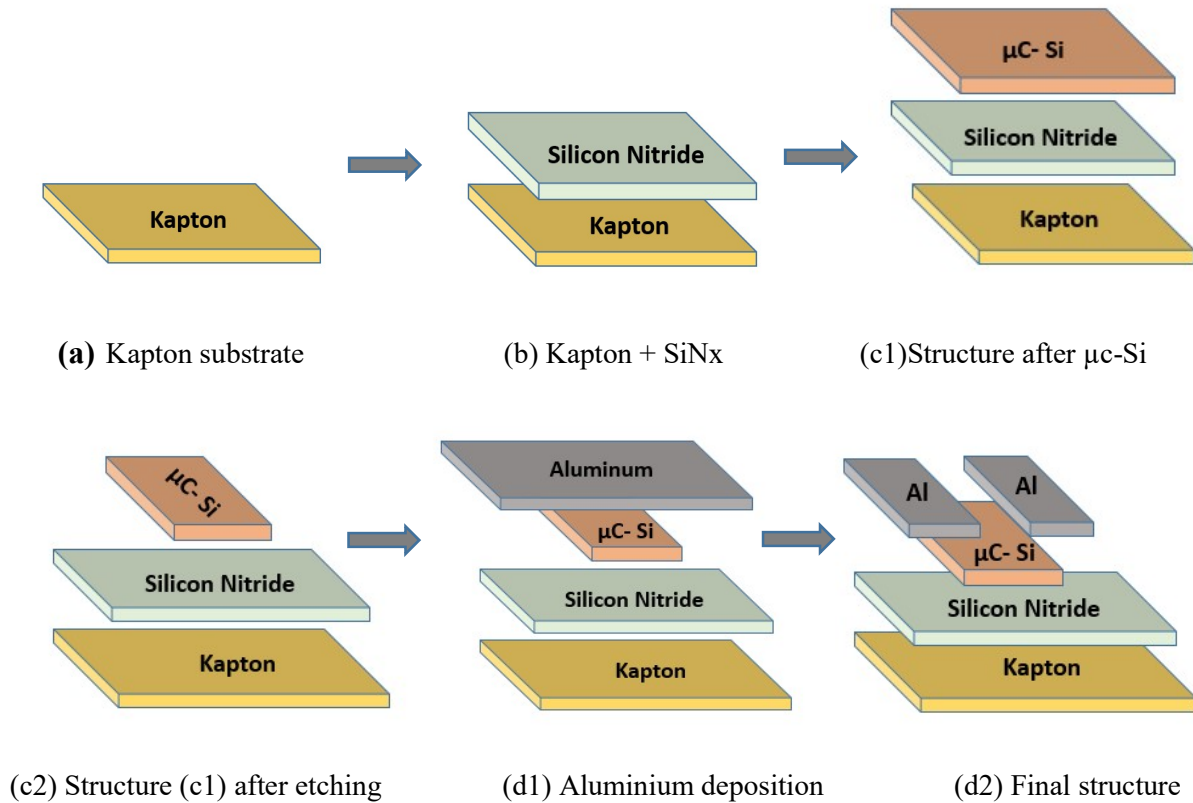 Kapton
Silicon Nitride
Kapton
µC- Si
Silicon Nitride
Kapton
(a) Kapton substrate
(b) Kapton + SiNx
(c1)Structure after µc-Si
µC- Si
Silicon Nitride
Kapton
Aluminum
µC- Si
Silicon Nitride
Kapton
Al
Al
µC- Si
Silicon Nitride
Kapton
(c2) Structure (c1) after etching
(d1) Aluminium deposition
(d2) Final structure